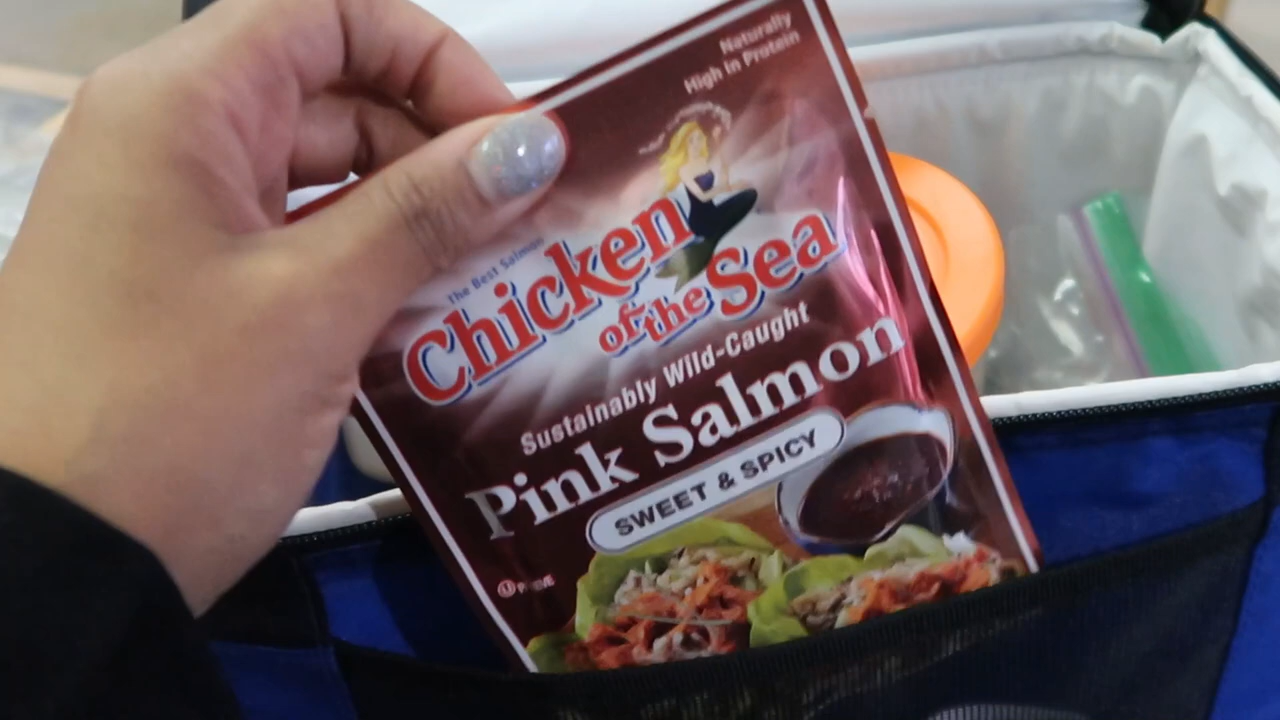 Naturally
High in Protein
The Best Salmon
Chicken
of the Sea
Sustainably Wild-Caught
Pink Salmon
SWEET & SPICY